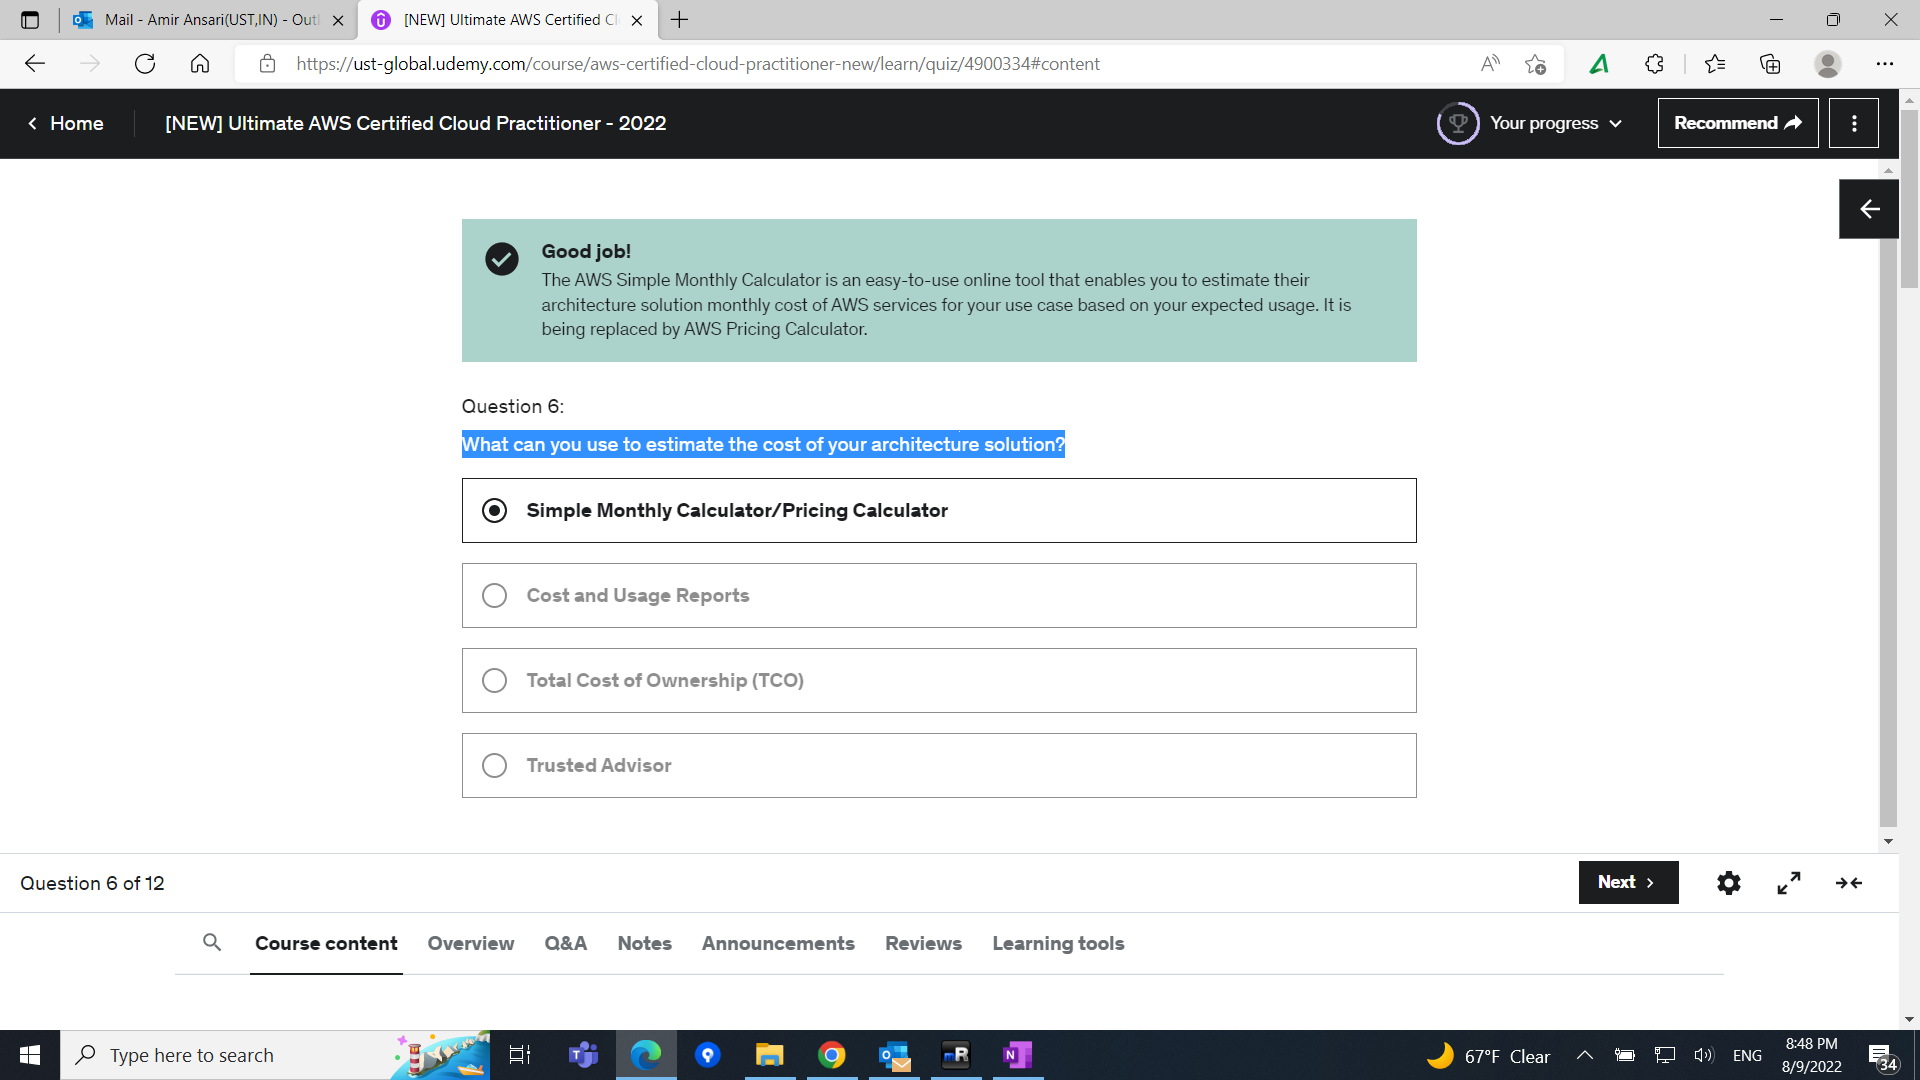 Mail - Amir Ansari(UST,IN) - Out
[NEW] Ultimate AWS Certified Cl
https://ust-global.udemy.com/course/aws-certified-cloud-practitioner-new/learn/quiz/4900334#content
Home
[NEW] Ultimate AWS Certified Cloud Practitioner - 2022
Your progress
Recommend
Good job!
The AWS Simple Monthly Calculator is an easy-to-use online tool that enables you to estimate their
architecture solution monthly cost of AWS services for your use case based on your expected usage. It is
being replaced by AWS Pricing Calculator.
Question 6:
What can you use to estimate the cost of your architecture solution?
Simple Monthly Calculator/Pricing Calculator
Cost and Usage Reports
Total Cost of Ownership (TCO)
Trusted Advisor
Question 6 of 12
Next
Course content Overview Q&A Notes Announcements Reviews Learning tools
Type here to search
67°F Clear
ENG
8:48 PM
8/9/2022
34